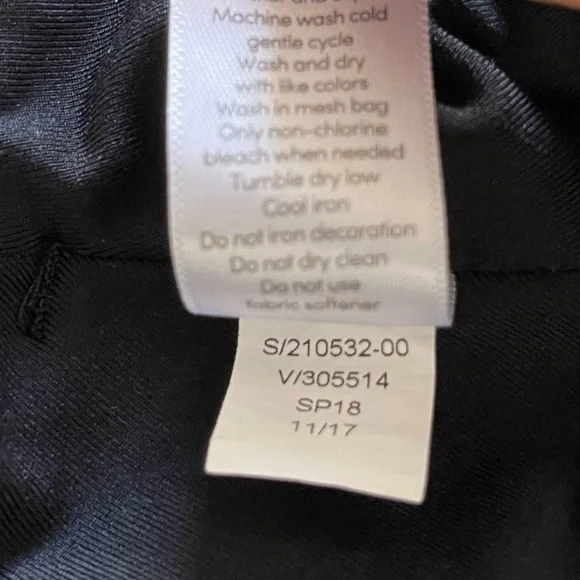 Machine wash cold
gentle cycle
Wash and dry
with like colors
Wash in mesh bag
Only non-chlorine
bleach when needed
Tumble dry low
Cool iron
Do not iron decoration
Do not dry clean
Do not use
fabric softener
S/210532-00
V/305514
SP18
11/17